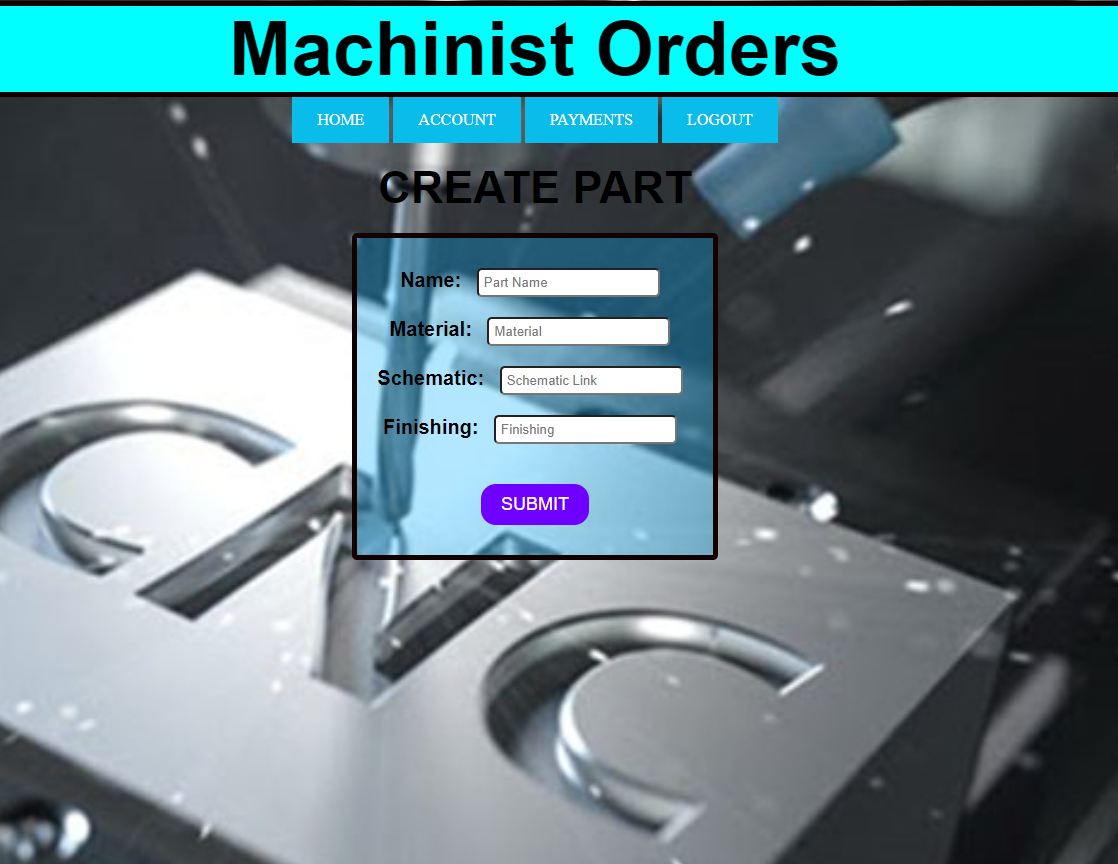 Machinist Orders
HOME ACCOUNT PAYMENTS LOGOUT
CREATE PART
Name: Part Name
Material: Material
Schematic: Schematic Link
Finishing: Finishing
SUBMIT
CNC